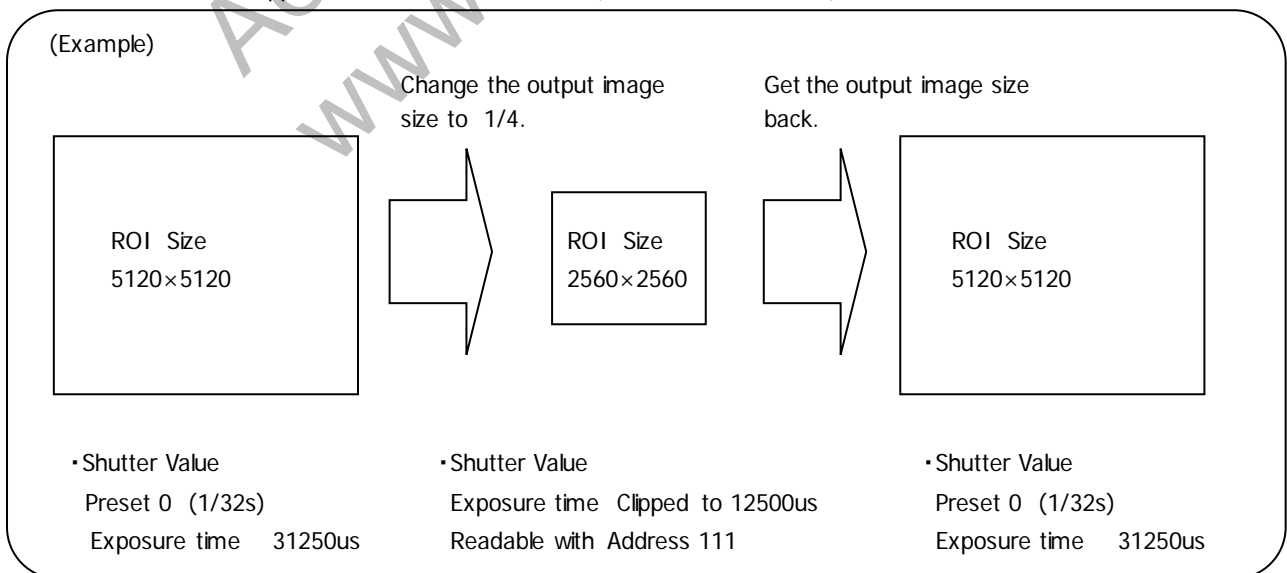 (Example)
Change the output image
size to 1/4.
Get the output image size
back.
ROI Size
5120×5120
ROI Size
2560×2560
ROI Size
5120×5120
・Shutter Value
Preset 0 (1/32s)
Exposure time 31250us
・Shutter Value
Exposure time Clipped to 12500us
Readable with Address 111
・Shutter Value
Preset 0 (1/32s)
Exposure time 31250us